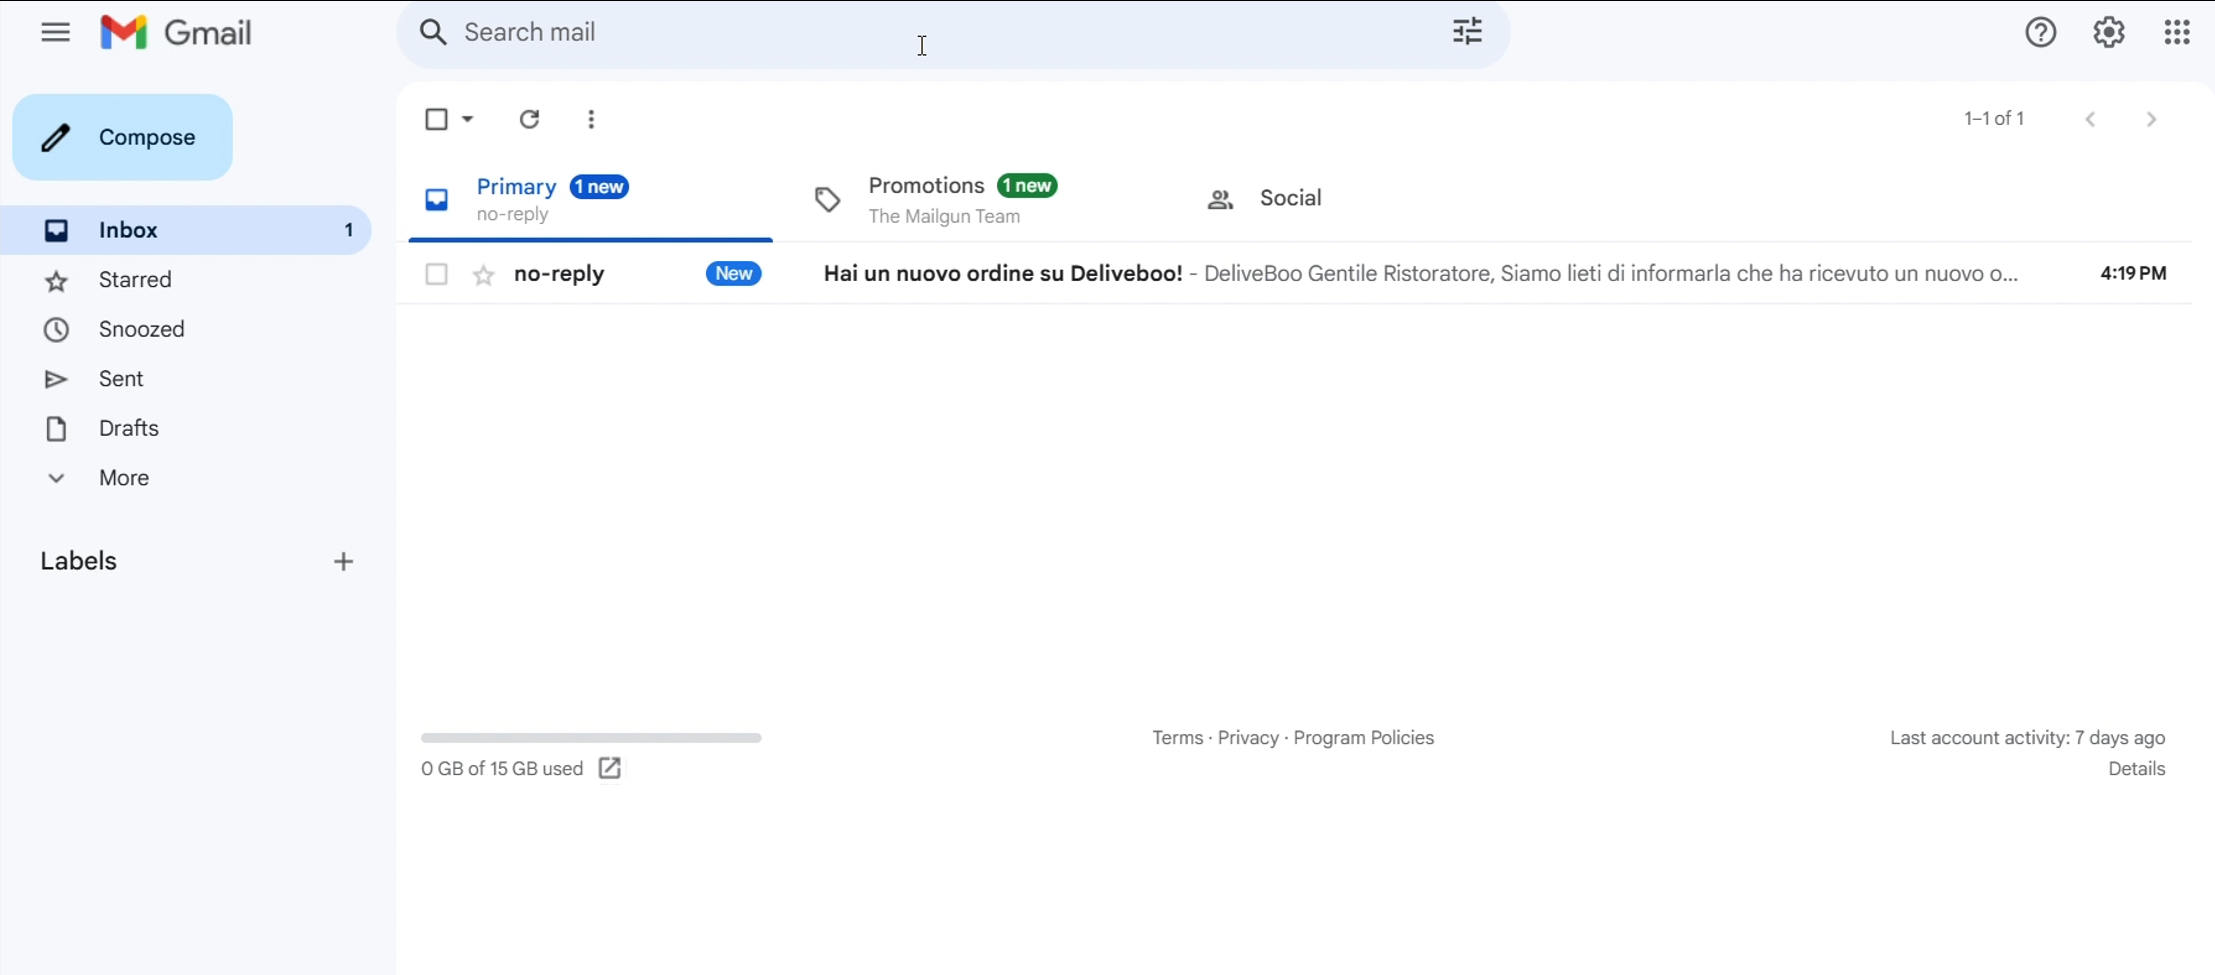 Gmail
Search mail
Compose
1–1 of 1
Primary 1 new
no-reply
Promotions 1 new
The Mailgun Team
Social
Inbox 1
Starred
Snoozed
Sent
Drafts
More
Labels
no-reply New Hai un nuovo ordine su Deliveboo! - DeliveBoo Gentile Ristoratore, Siamo lieti di informarla che ha ricevuto un nuovo o... 4:19 PM
0 GB of 15 GB used
Terms · Privacy · Program Policies
Last account activity: 7 days ago
Details